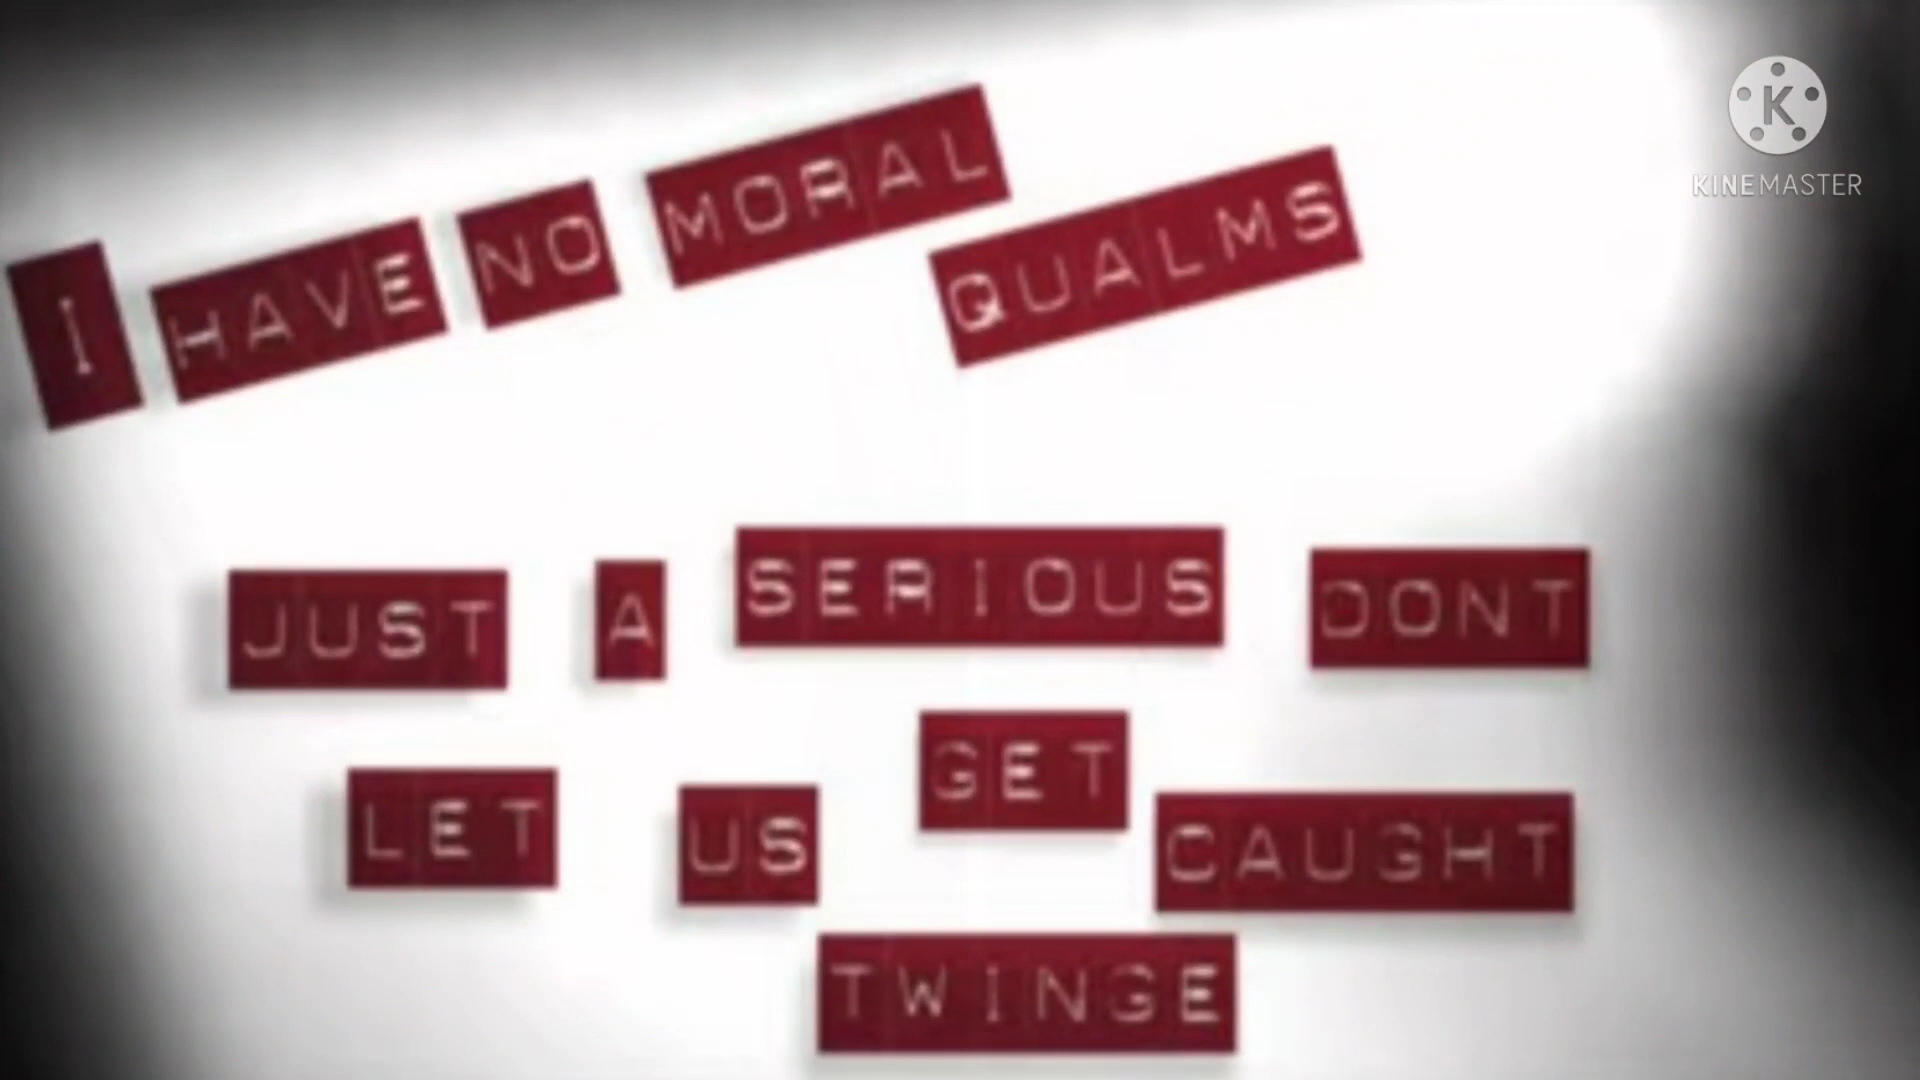 I HAVE NO MORAL
QUALMS
JUST A SERIOUS DONT
LET US GET CAUGHT
TWINGE
K
KINEMASTER